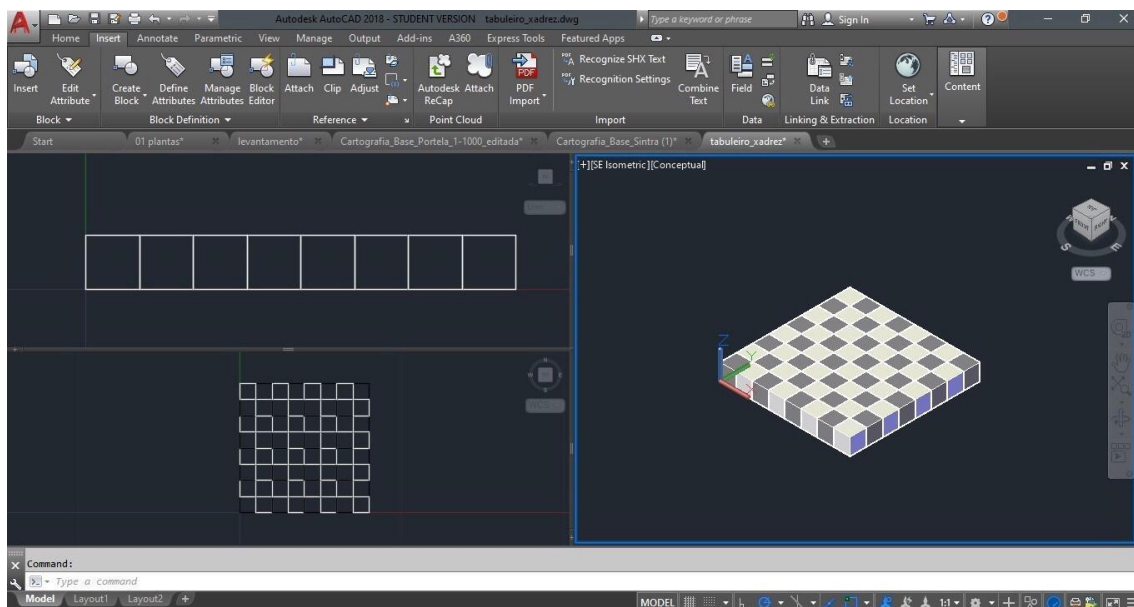 Autodesk AutoCAD 2018 - STUDENT VERSION tabuleiro_xadrez.dwg
Type a keyword or phrase
Sign In
Home Insert Annotate Parametric View Manage Output Add-ins A360 Express Tools Featured Apps
Insert Edit Attribute Create Block Define Attributes Manage Attributes Block Editor Attach Clip Adjust Autodesk ReCap Attach PDF Import Recognize SHX Text Recognition Settings Combine Text Field Data Link Set Location Content
Block Block Definition Reference Point Cloud Import Data Linking & Extraction Location
Start 01 plantas* levantamento* Cartografia_Base_Portela_1-1000_editada* Cartografia_Base_Sintra (1)* tabuleiro_xadrez*
[+][SE Isometric][Conceptual]
S E
WCS
Z
Y
X
WCS
Command:
Type a command
Model Layout1 Layout2 +
MODEL 1:1